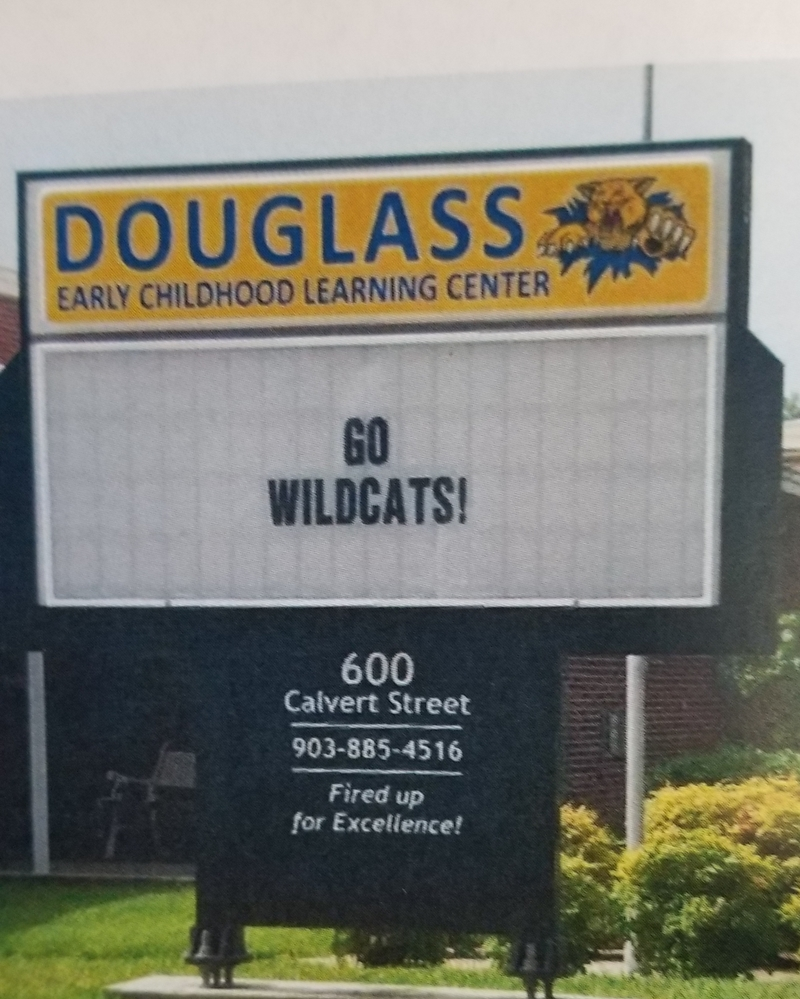 DOUGLASS
EARLY CHILDHOOD LEARNING CENTER
GO
WILDCATS!
600
Calvert Street
903-885-4516
Fired up
for Excellence!